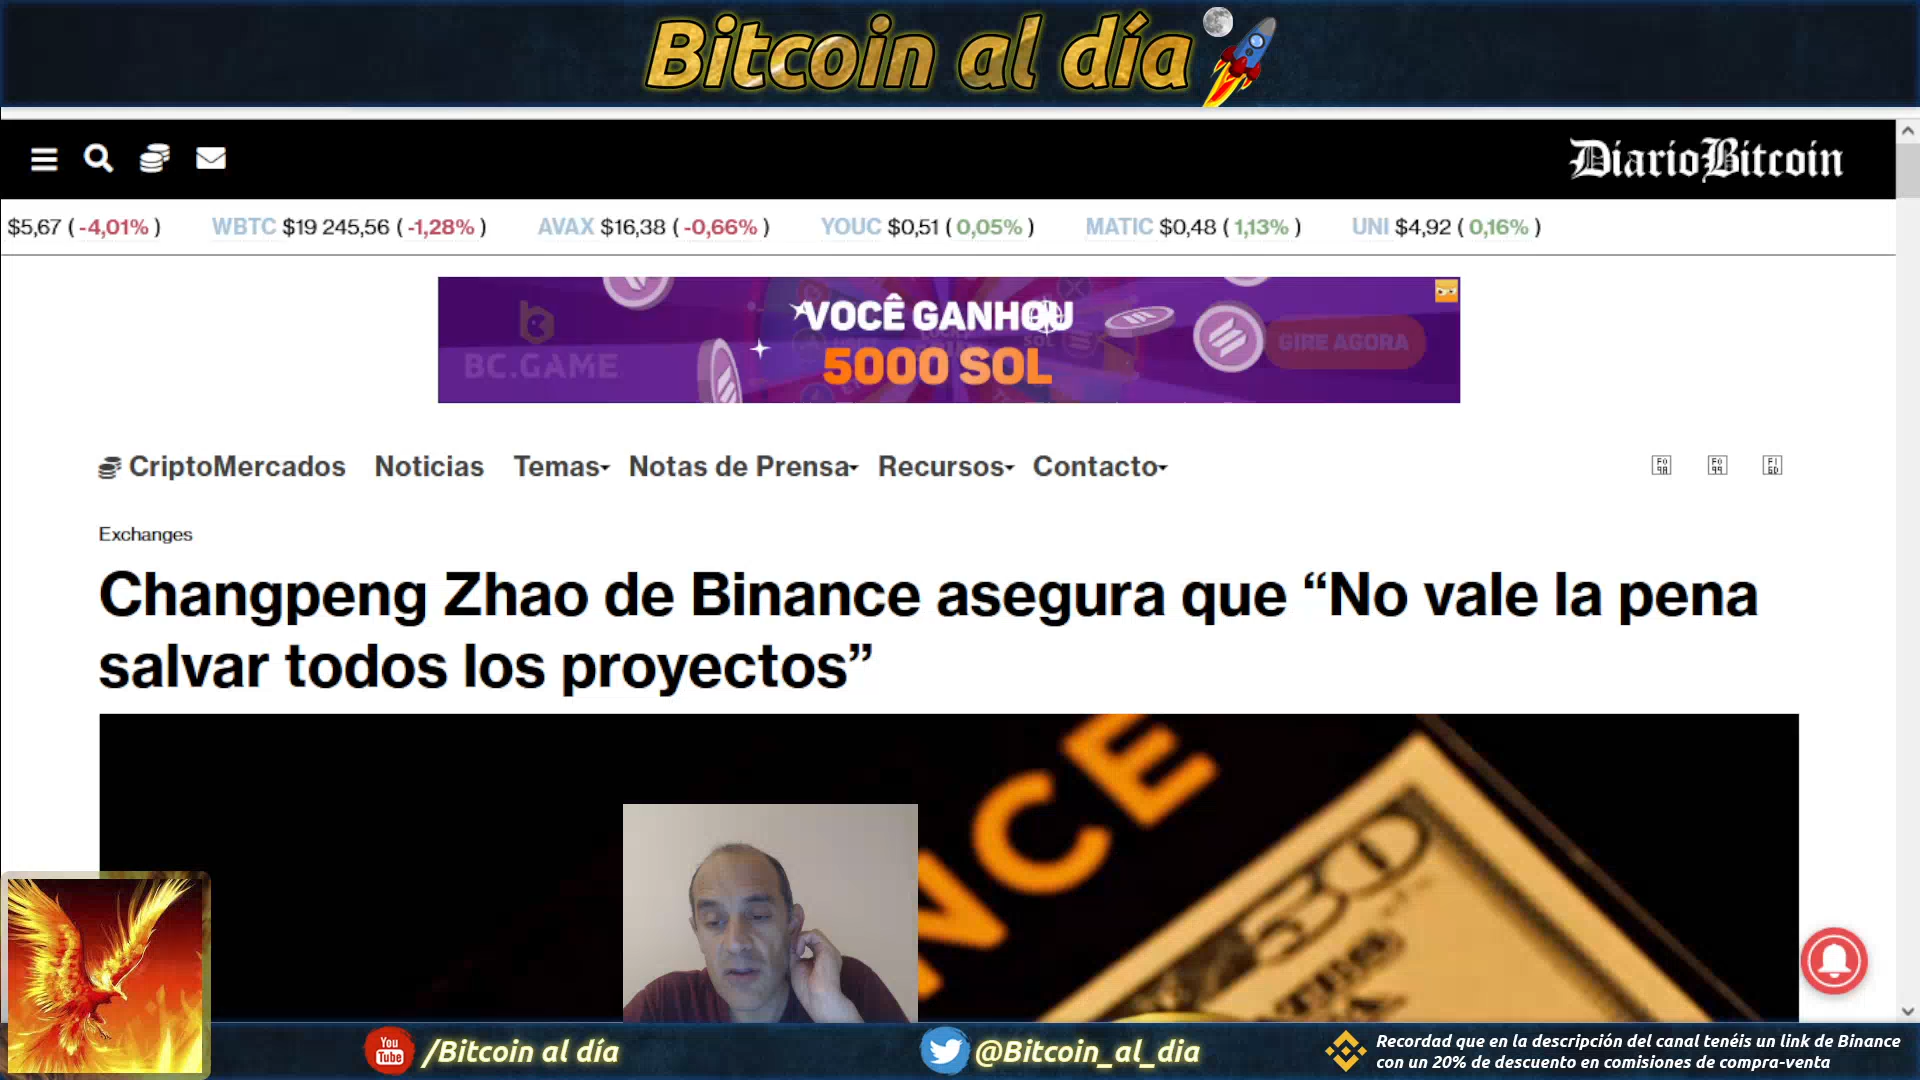 Bitcoin al día
DiarioBitcoin
$5,67 ( -4,01% ) WBTC $19 245,56 ( -1,28% ) AVAX $16,38 ( -0,66% ) YOUC $0,51 ( 0,05% ) MATIC $0,48 ( 1,13% ) UNI $4,92 ( 0,16% )
BC.GAME
VOCÊ GANHOU
5000 SOL
GIRE AGORA
CriptoMercados Noticias Temas Notas de Prensa Recursos Contacto
Exchanges
Changpeng Zhao de Binance asegura que “No vale la pena
salvar todos los proyectos”
NCE
50
You
Tube
/Bitcoin al día
@Bitcoin_al_dia
Recordad que en la descripción del canal tenéis un link de Binance
con un 20% de descuento en comisiones de compra-venta